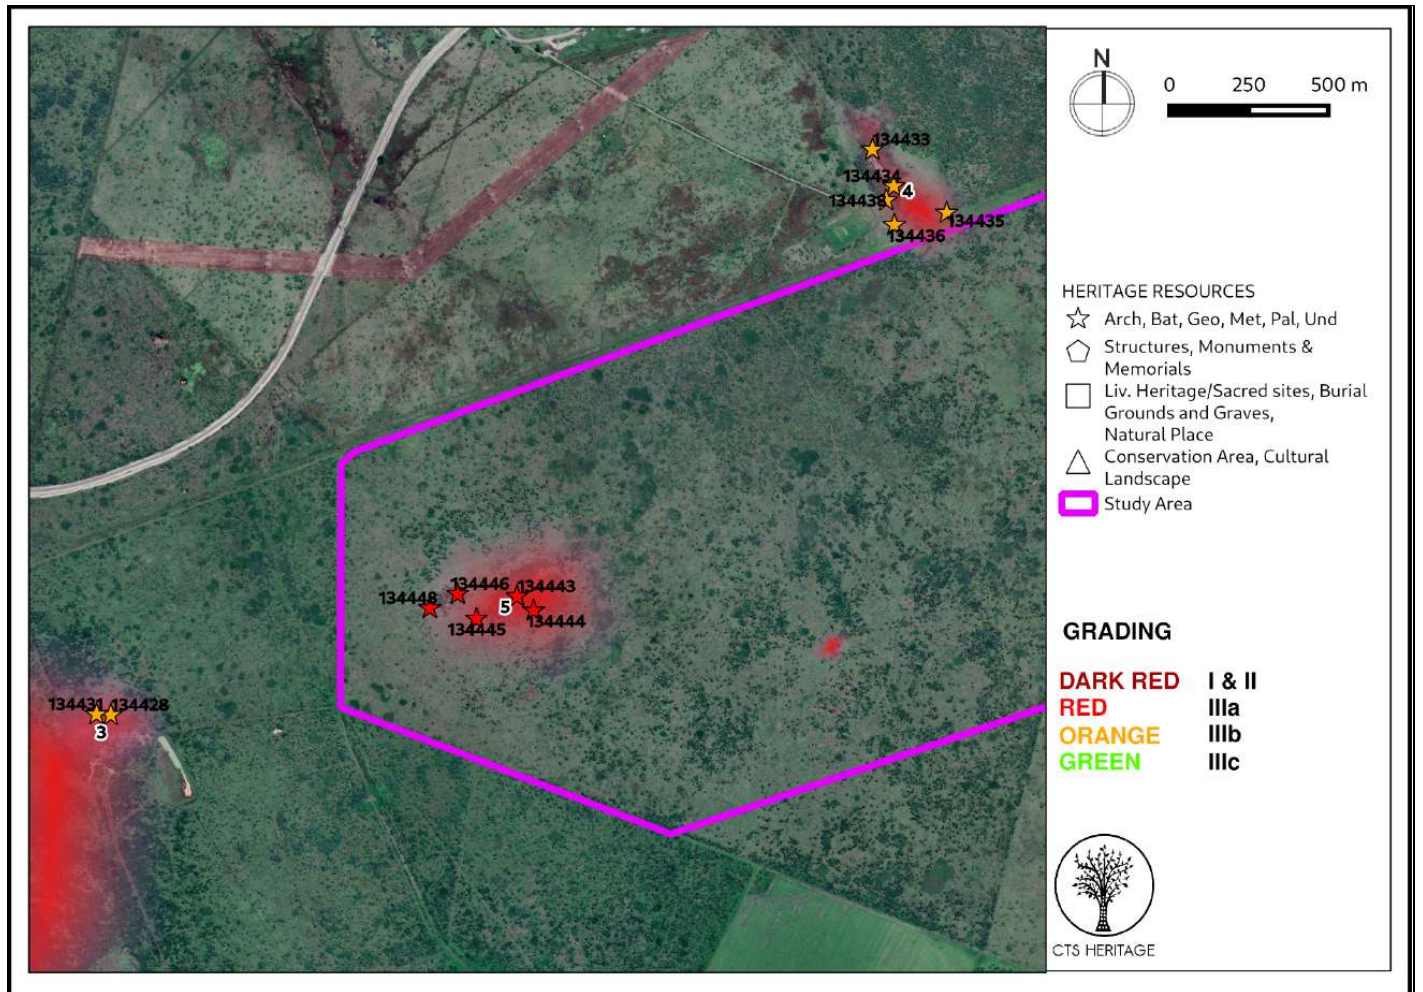 N
0 250 500 m
134433
134434
4
134439
134435
134436
HERITAGE RESOURCES
Arch, Bat, Geo, Met, Pal, Und
Structures, Monuments &
Memorials
Liv. Heritage/Sacred sites, Burial
Grounds and Graves,
Natural Place
Conservation Area, Cultural
Landscape
Study Area
134446 134443
134448 5
134445 134444
GRADING
DARK RED I & II
RED IIIa
ORANGE IIIb
GREEN IIIc
134431 134428
3
CTS HERITAGE